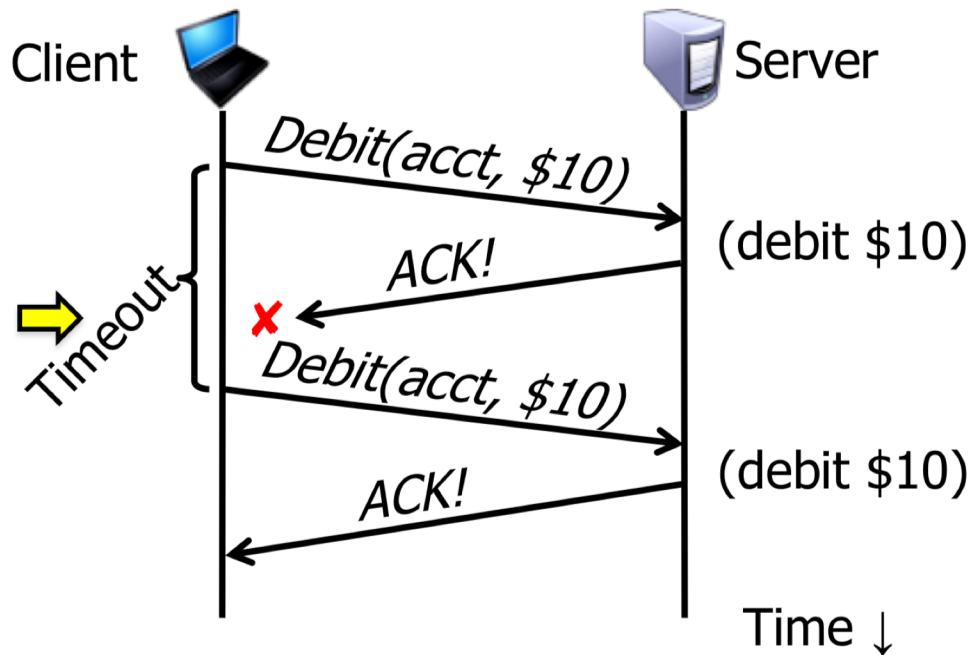 Client
Server
Debit(acct, $10)
(debit $10)
ACK!
Timeout
Debit(acct, $10)
(debit $10)
ACK!
Time ↓